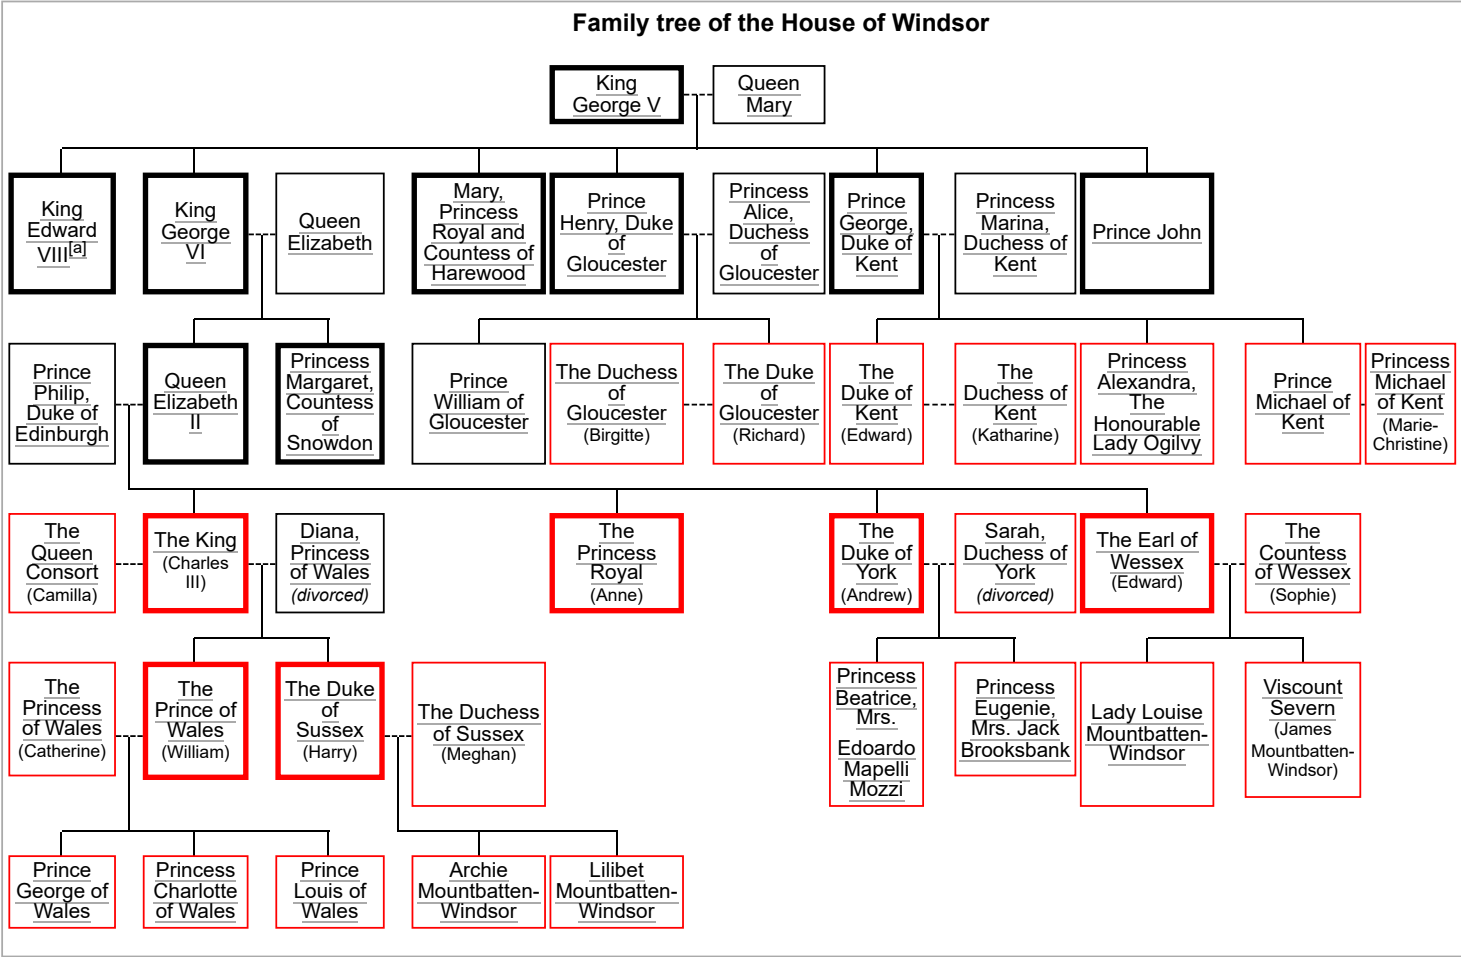 Family tree of the House of Windsor
King
George V
Queen
Mary
King
Edward
VIII[a]
King
George
VI
Queen
Elizabeth
Mary,
Princess
Royal and
Countess of
Harewood
Prince
Henry, Duke
of
Gloucester
Princess
Alice,
Duchess
of
Gloucester
Prince
George,
Duke of
Kent
Princess
Marina,
Duchess of
Kent
Prince John
Prince
Philip,
Duke of
Edinburgh
Queen
Elizabeth
II
Princess
Margaret,
Countess
of
Snowdon
Prince
William of
Gloucester
The Duchess
of
Gloucester
(Birgitte)
The Duke
of
Gloucester
(Richard)
The
Duke of
Kent
(Edward)
The
Duchess of
Kent
(Katharine)
Princess
Alexandra,
The
Honourable
Lady Ogilvy
Prince
Michael of
Kent
Princess
Michael
of Kent
(Marie-
Christine)
The
Queen
Consort
(Camilla)
The King
(Charles
III)
Diana,
Princess
of Wales
(divorced)
The
Princess
Royal
(Anne)
The
Duke of
York
(Andrew)
Sarah,
Duchess of
York
(divorced)
The Earl of
Wessex
(Edward)
The
Countess
of Wessex
(Sophie)
The
Princess
of Wales
(Catherine)
The
Prince of
Wales
(William)
The Duke
of
Sussex
(Harry)
The Duchess
of Sussex
(Meghan)
Princess
Beatrice,
Mrs.
Edoardo
Mapelli
Mozzi
Princess
Eugenie,
Mrs. Jack
Brooksbank
Lady Louise
Mountbatten-
Windsor
Viscount
Severn
(James
Mountbatten-
Windsor)
Prince
George of
Wales
Princess
Charlotte
of Wales
Prince
Louis of
Wales
Archie
Mountbatten-
Windsor
Lilibet
Mountbatten-
Windsor